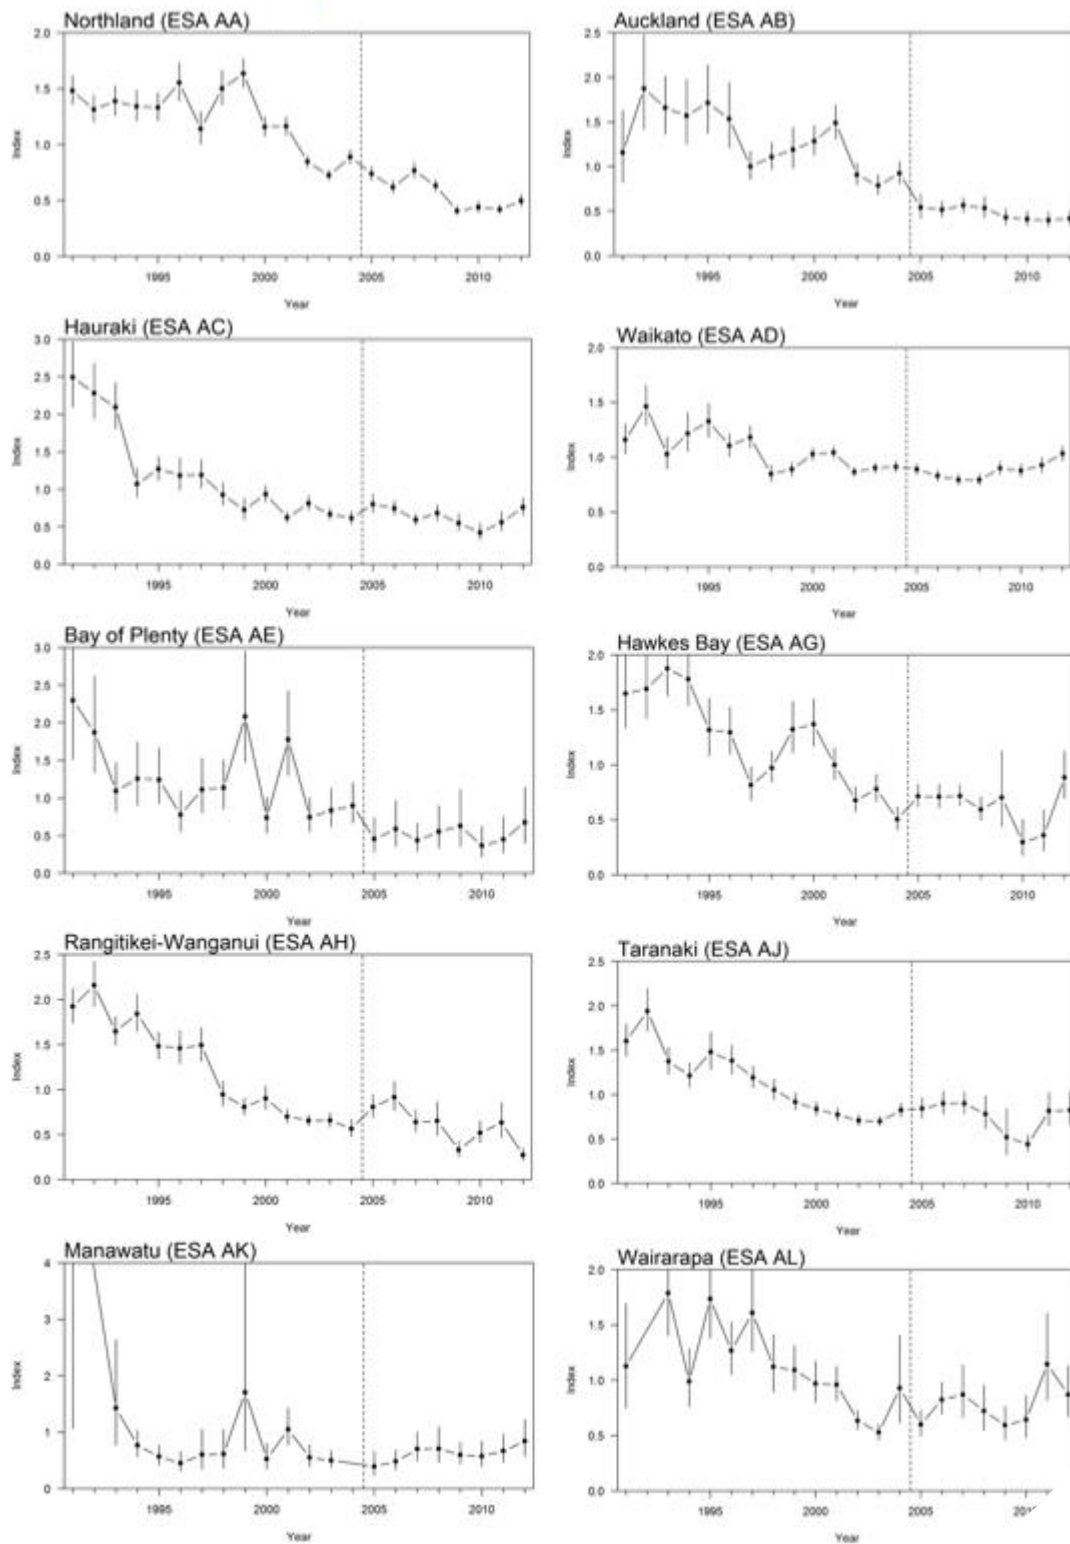 Northland (ESA AA)
2.0
1.5
1.0
0.5
0.0
Index
1995 2000 2005 2010
Year
Auckland (ESA AB)
2.5
2.0
1.5
1.0
0.5
0.0
Index
1995 2000 2005 2010
Year
Hauraki (ESA AC)
3.0
2.5
2.0
1.5
1.0
0.5
0.0
Index
1995 2000 2005 2010
Year
Waikato (ESA AD)
2.0
1.5
1.0
0.5
0.0
Index
1995 2000 2005 2010
Year
Bay of Plenty (ESA AE)
3.0
2.5
2.0
1.5
1.0
0.5
0.0
Index
1995 2000 2005 2010
Year
Hawkes Bay (ESA AG)
2.0
1.5
1.0
0.5
0.0
Index
1995 2000 2005 2010
Year
Rangitikei-Wanganui (ESA AH)
2.5
2.0
1.5
1.0
0.5
0.0
Index
1995 2000 2005 2010
Year
Taranaki (ESA AJ)
2.5
2.0
1.5
1.0
0.5
0.0
Index
1995 2000 2005 2010
Year
Manawatu (ESA AK)
4
3
2
1
0
Index
1995 2000 2005 2010
Year
Wairarapa (ESA AL)
2.0
1.5
1.0
0.5
0.0
Index
1995 2000 2005
Year